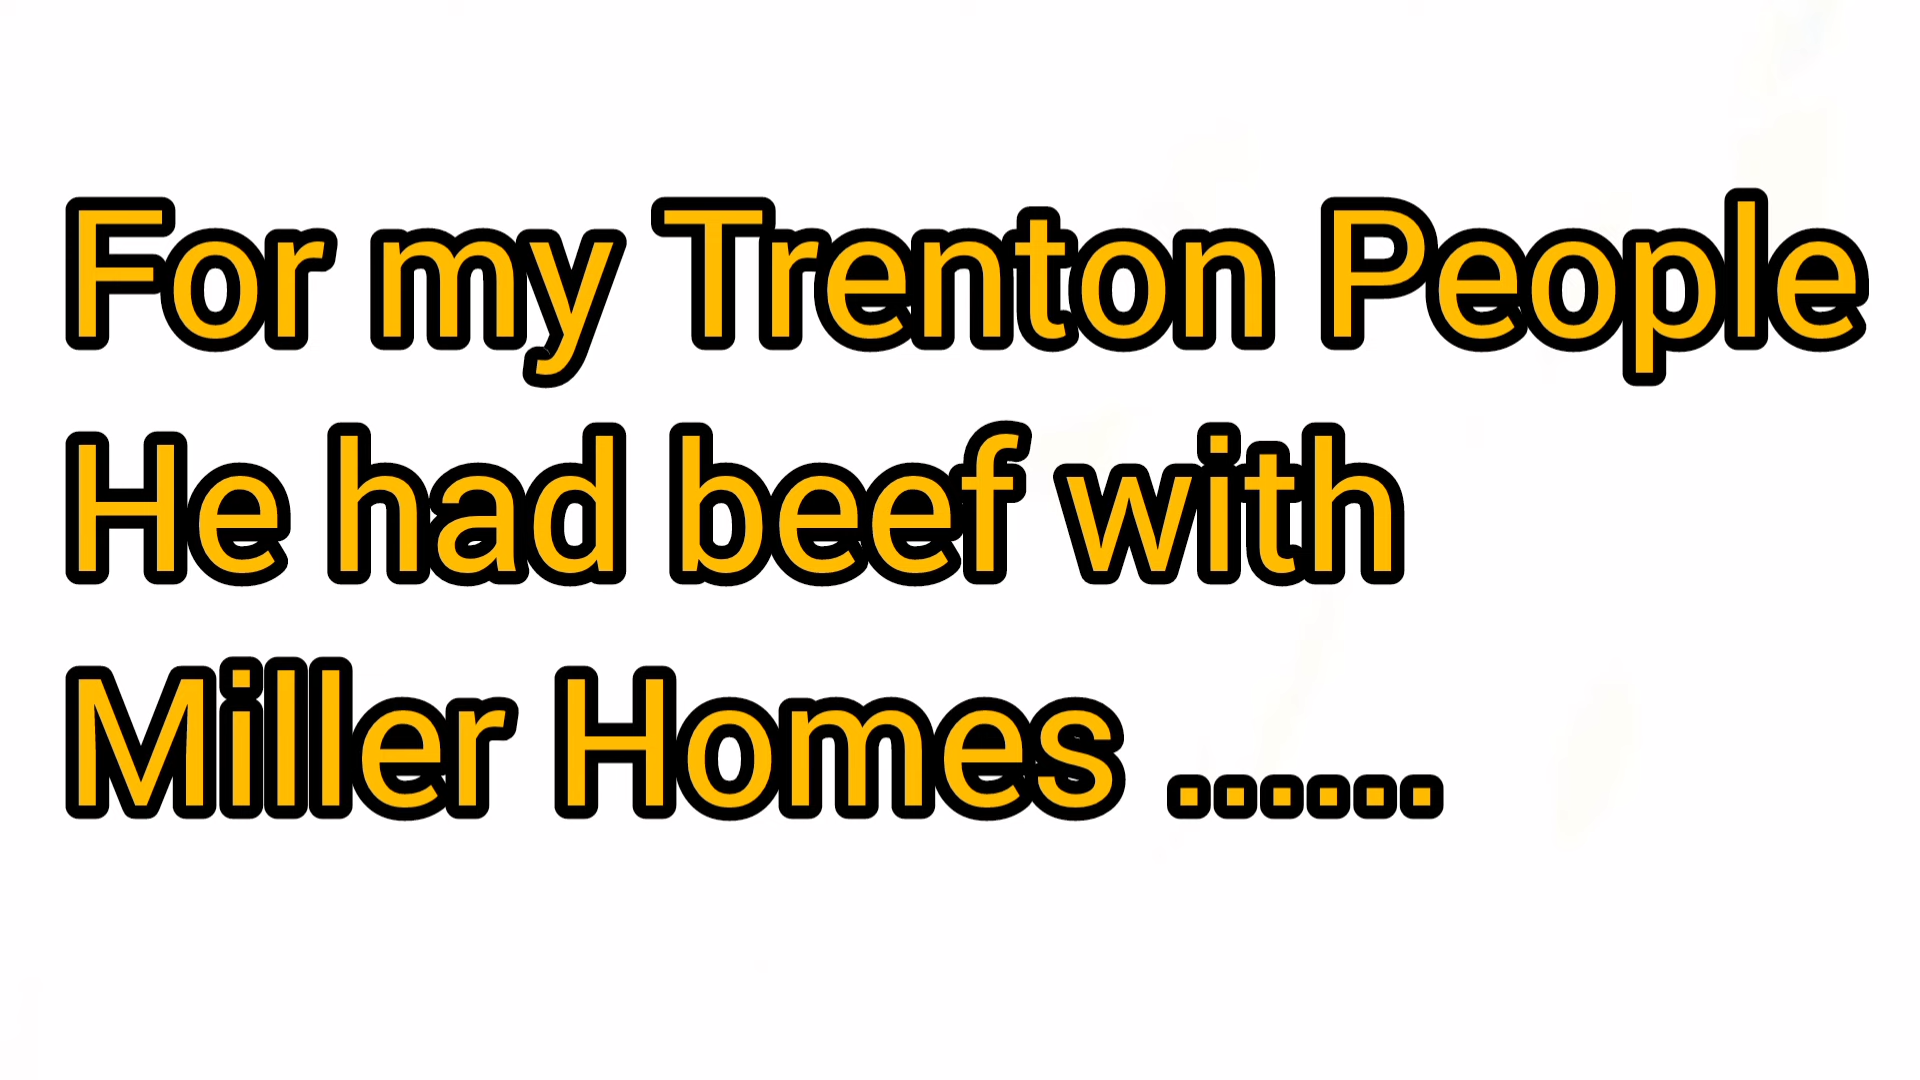 For my Trenton People
He had beef with
Miller Homes ......